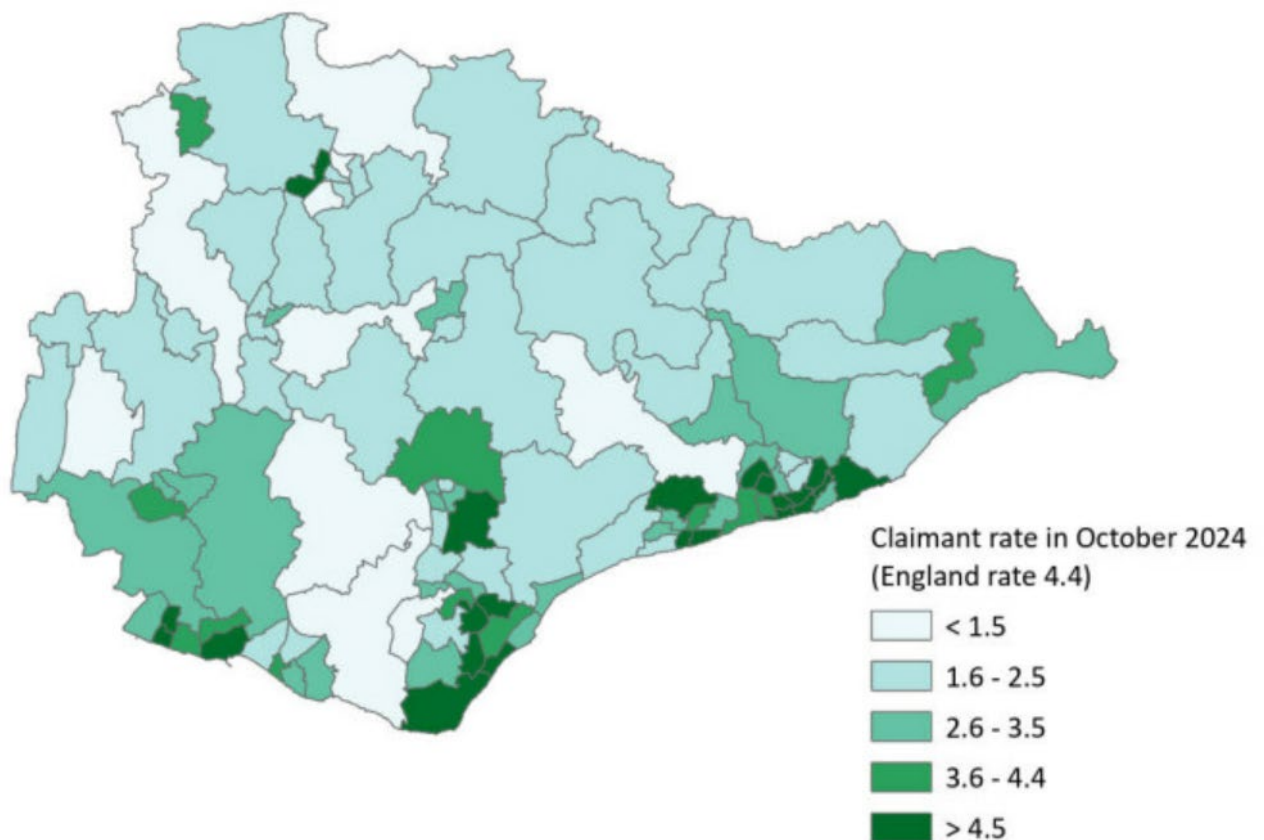 Claimant rate in October 2024
(England rate 4.4)
< 1.5
1.6 - 2.5
2.6 - 3.5
3.6 - 4.4
> 4.5